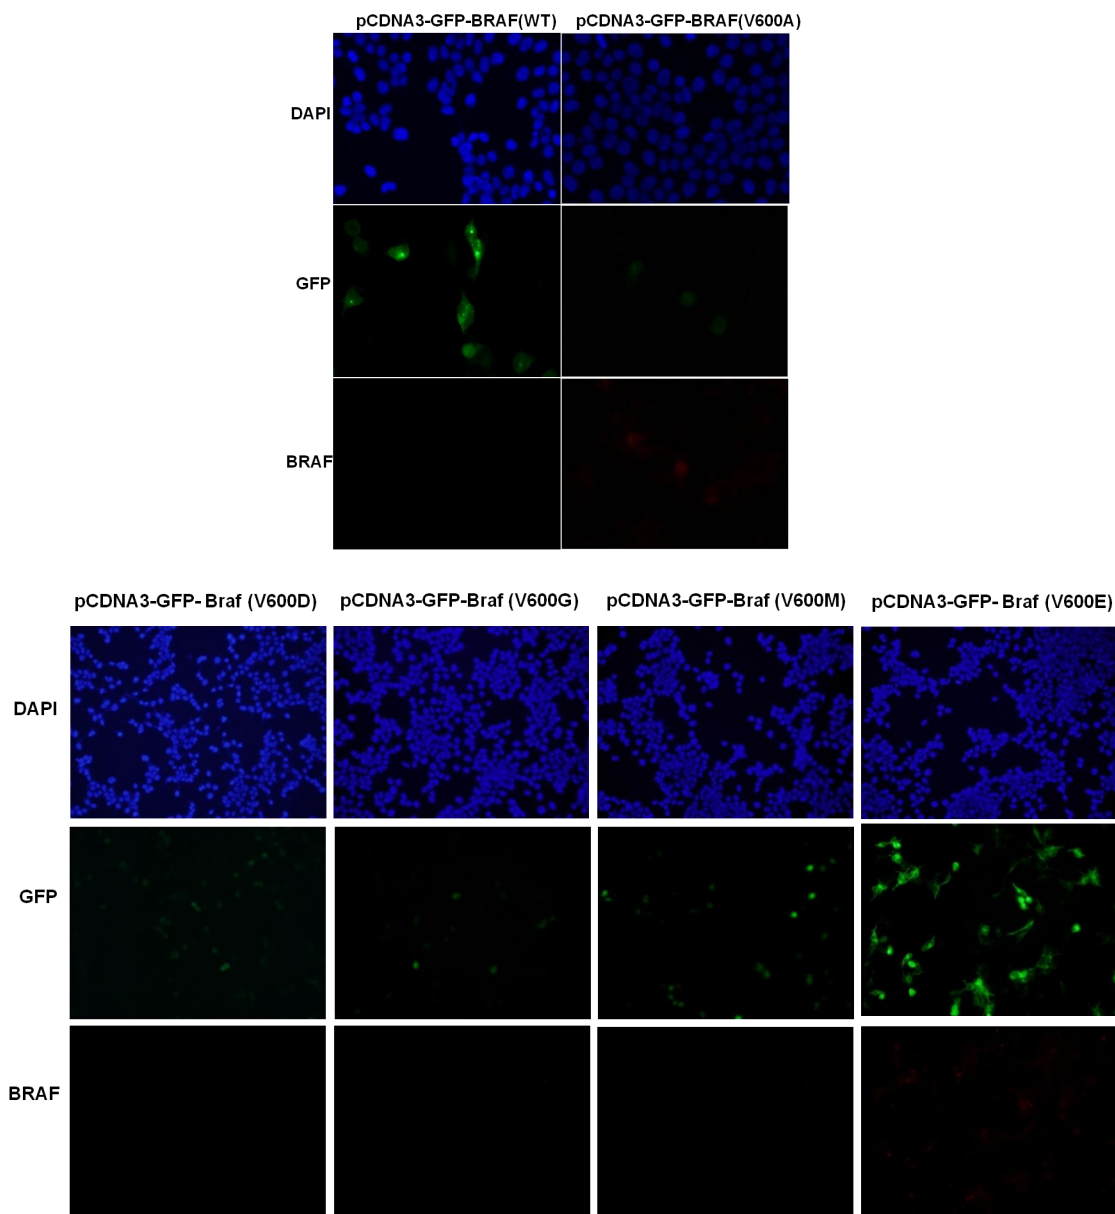 pCDNA3-GFP-BRAF(WT) pCDNA3-GFP-BRAF(V600A)
DAPI
GFP
BRAF
pCDNA3-GFP- Braf (V600D) pCDNA3-GFP-Braf (V600G) pCDNA3-GFP-Braf (V600M) pCDNA3-GFP- Braf (V600E)
DAPI
GFP
BRAF